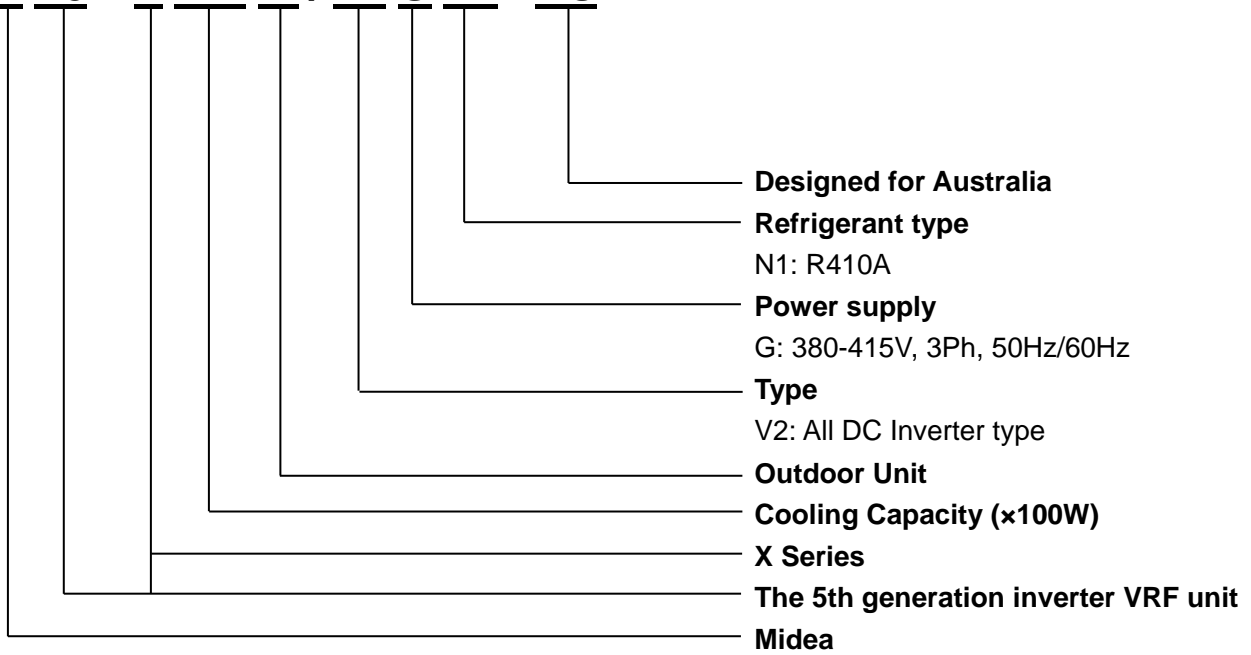 Designed for Australia
Refrigerant type
N1: R410A
Power supply
G: 380-415V, 3Ph, 50Hz/60Hz
Type
V2: All DC Inverter type
Outdoor Unit
Cooling Capacity (×100W)
X Series
The 5th generation inverter VRF unit
Midea